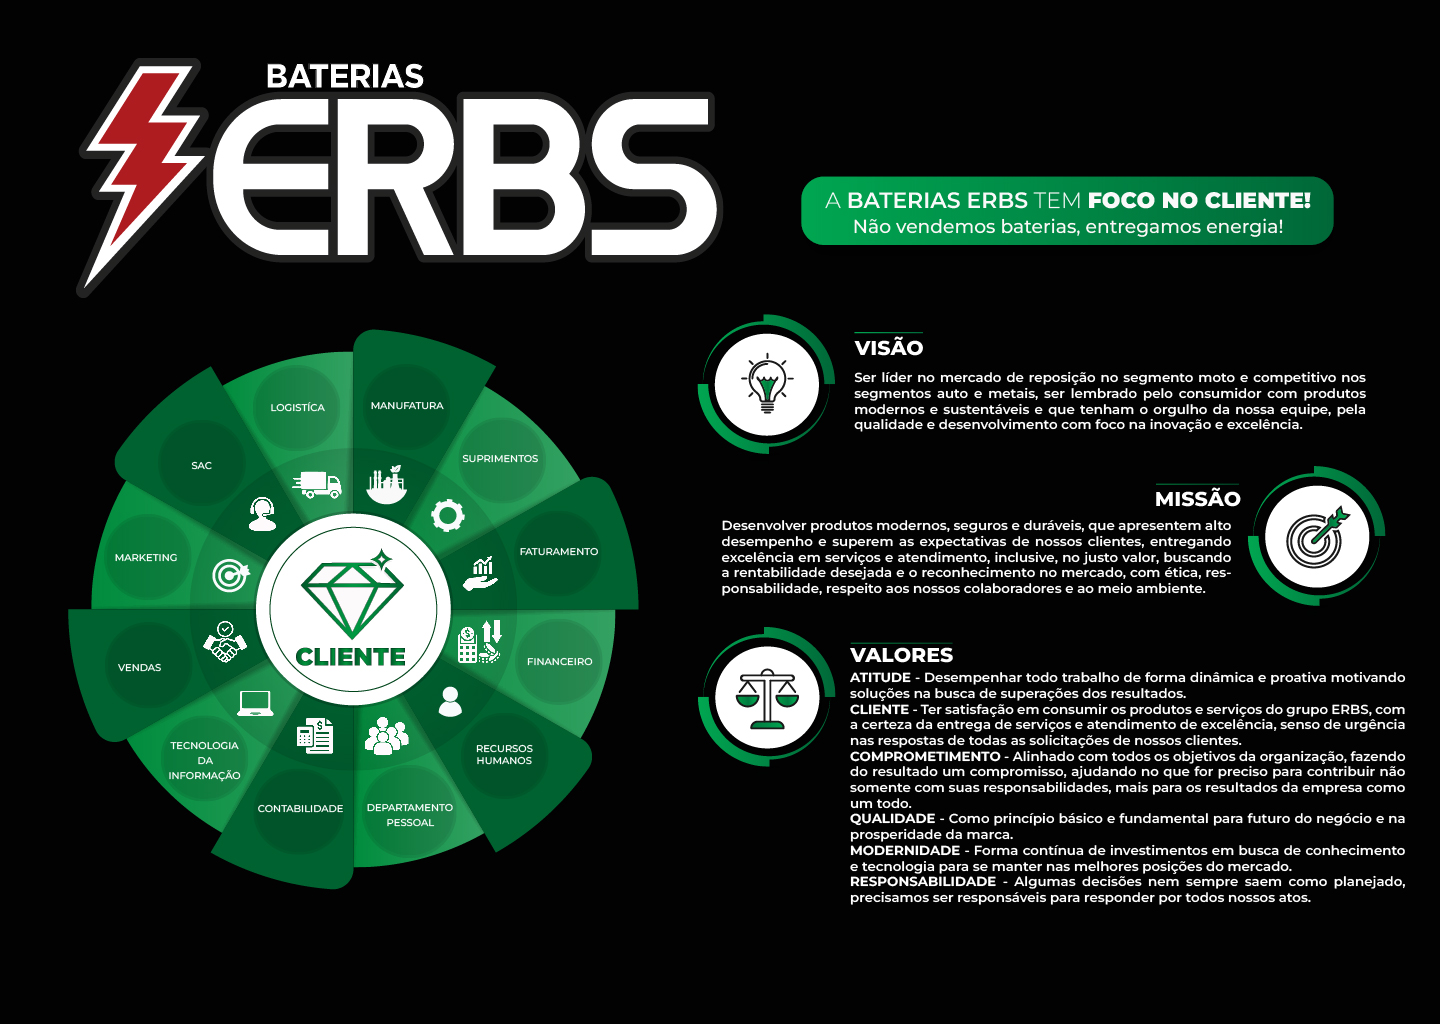 BATERIAS
ERBS
A BATERIAS ERBS TEM FOCO NO CLIENTE!
Não vendemos baterias, entregamos energia!
LOGISTÍCA
MANUFATURA
SUPRIMENTOS
FATURAMENTO
FINANCEIRO
RECURSOS
HUMANOS
DEPARTAMENTO
PESSOAL
CONTABILIDADE
TECNOLOGIA
DA
INFORMAÇÃO
VENDAS
MARKETING
SAC
CLIENTE
VISÃO
Ser líder no mercado de reposição no segmento moto e competitivo nos
segmentos auto e metais, ser lembrado pelo consumidor com produtos
modernos e sustentáveis e que tenham o orgulho da nossa equipe, pela
qualidade e desenvolvimento com foco na inovação e excelência.
MISSÃO
Desenvolver produtos modernos, seguros e duráveis, que apresentem alto
desempenho e superem as expectativas de nossos clientes, entregando
excelência em serviços e atendimento, inclusive, no justo valor, buscando
a rentabilidade desejada e o reconhecimento no mercado, com ética, res-
ponsabilidade, respeito aos nossos colaboradores e ao meio ambiente.
VALORES
ATITUDE - Desempenhar todo trabalho de forma dinâmica e proativa motivando
soluções na busca de superações dos resultados.
CLIENTE - Ter satisfação em consumir os produtos e serviços do grupo ERBS, com
a certeza da entrega de serviços e atendimento de excelência, senso de urgência
nas respostas de todas as solicitações de nossos clientes.
COMPROMETIMENTO - Alinhado com todos os objetivos da organização, fazendo
do resultado um compromisso, ajudando no que for preciso para contribuir não
somente com suas responsabilidades, mais para os resultados da empresa como
um todo.
QUALIDADE - Como princípio básico e fundamental para futuro do negócio e na
prosperidade da marca.
MODERNIDADE - Forma contínua de investimentos em busca de conhecimento
e tecnologia para se manter nas melhores posições do mercado.
RESPONSABILIDADE - Algumas decisões nem sempre saem como planejado,
precisamos ser responsáveis para responder por todos nossos atos.